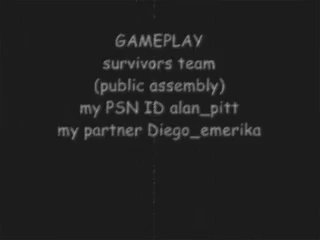 GAMEPLAY
survivors team
(public assembly)
my PSN ID alan_pitt
my partner Diego_emerika